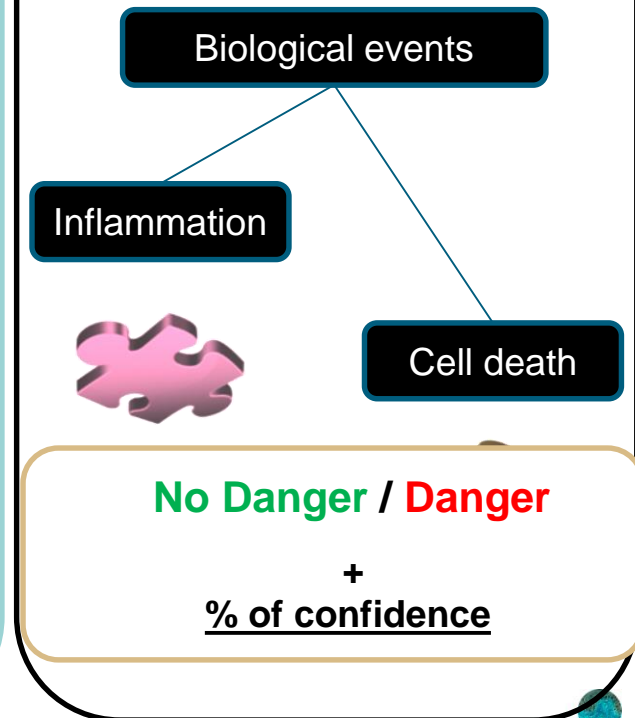 Biological events
Inflammation
Cell death
No Danger / Danger
+
% of confidence